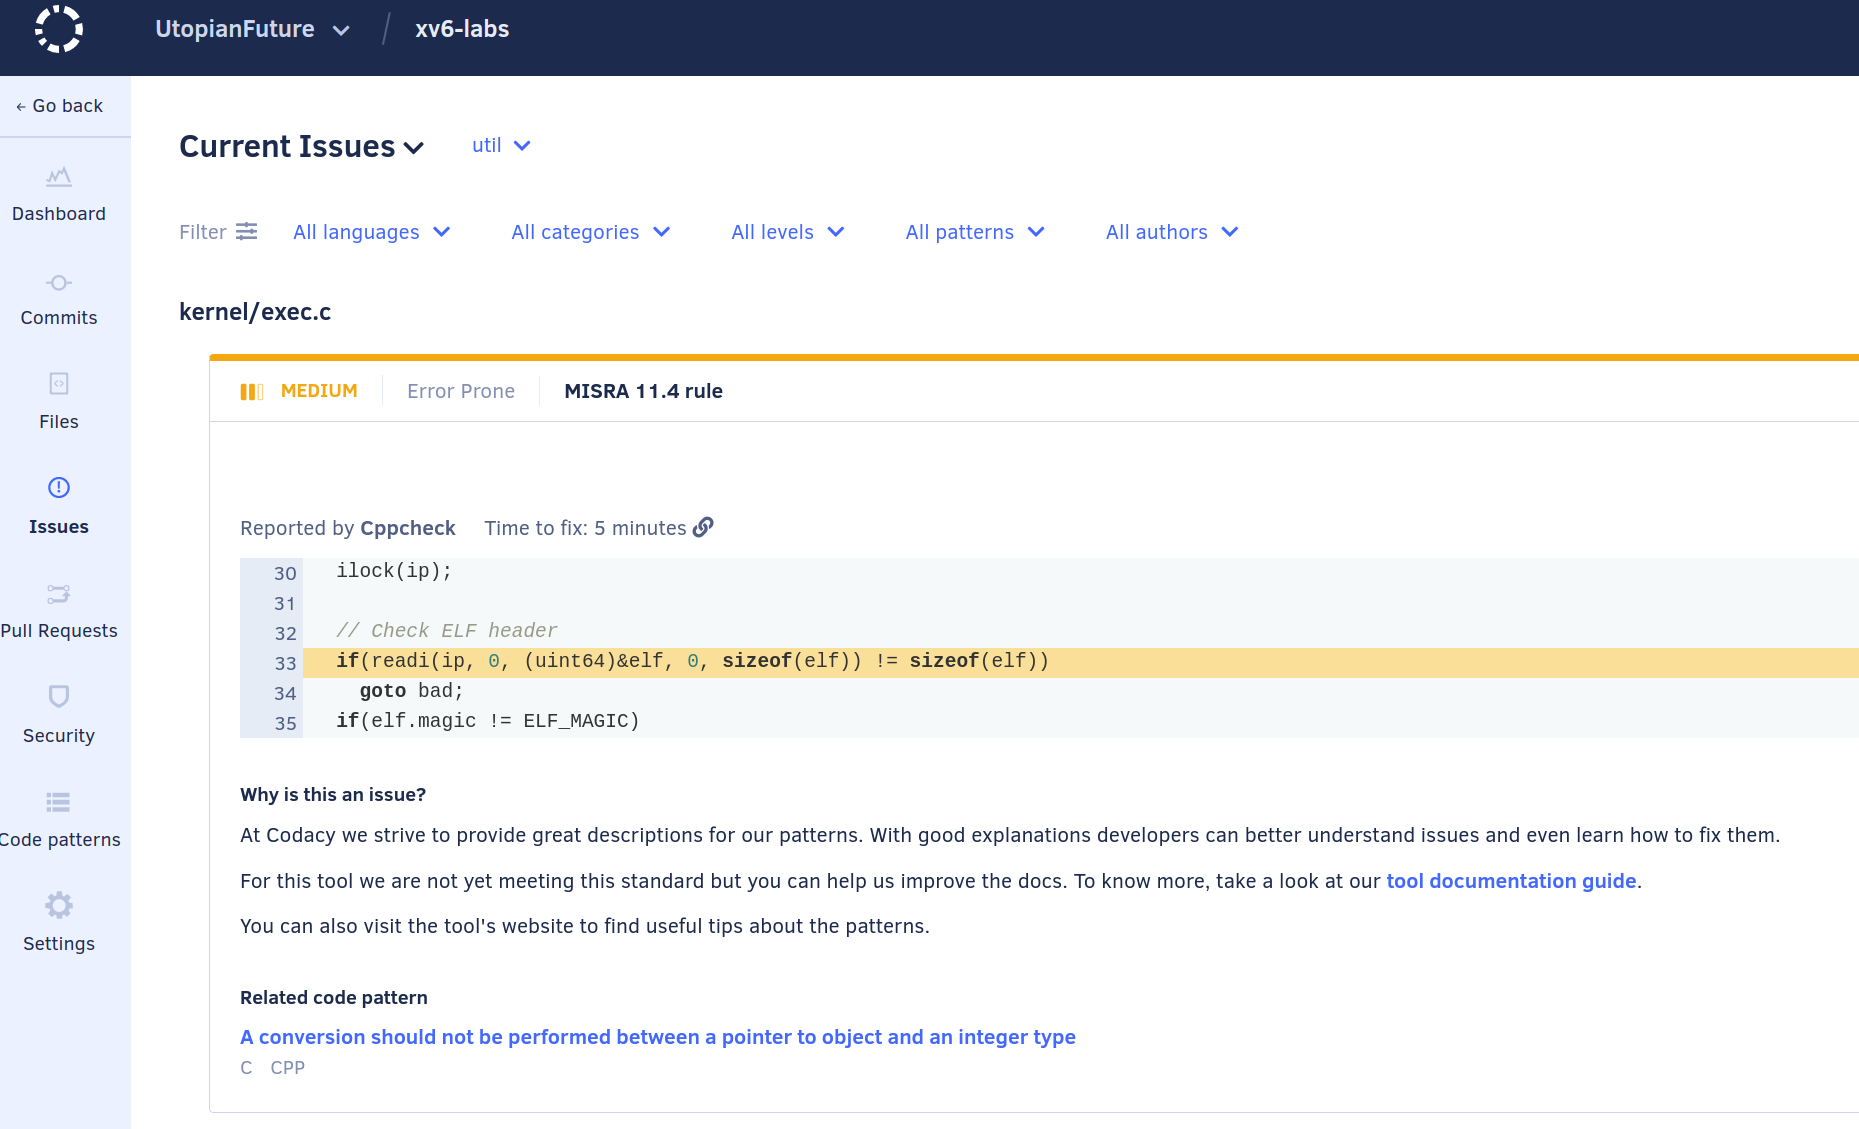 UtopianFuture / xv6-labs
← Go back
Dashboard
Commits
Files
Issues
Pull Requests
Security
Code patterns
Settings
Current Issues util
Filter All languages All categories All levels All patterns All authors
kernel/exec.c
MEDIUM Error Prone MISRA 11.4 rule
Reported by Cppcheck Time to fix: 5 minutes
30 ilock(ip);
31
32 // Check ELF header
33 if(readi(ip, 0, (uint64)&elf, 0, sizeof(elf)) != sizeof(elf))
34 goto bad;
35 if(elf.magic != ELF_MAGIC)
Why is this an issue?
At Codacy we strive to provide great descriptions for our patterns. With good explanations developers can better understand issues and even learn how to fix them.
For this tool we are not yet meeting this standard but you can help us improve the docs. To know more, take a look at our tool documentation guide.
You can also visit the tool's website to find useful tips about the patterns.
Related code pattern
A conversion should not be performed between a pointer to object and an integer type
C CPP